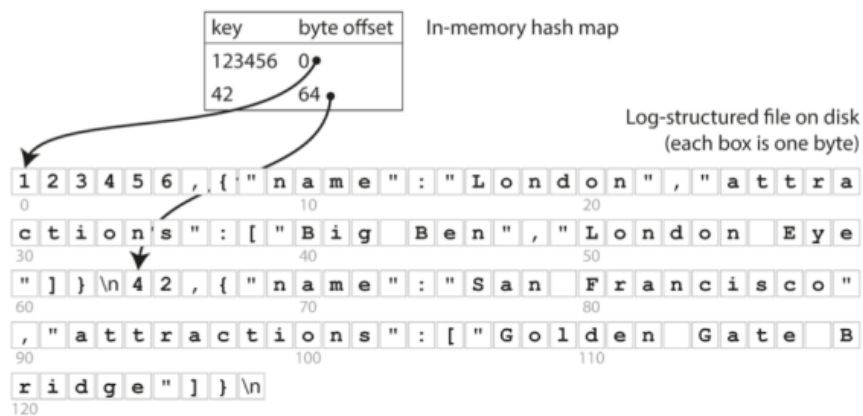 key byte offset In-memory hash map
123456 0
42 64
Log-structured file on disk
(each box is one byte)
123456,{"name":"London","attra
0 10 20
ctions":["Big Ben","London Eye
30 40 50
"]}\n42,{"name":"San Francisco"
60 70 80
,"attractions":["Golden Gate B
90 100 110
ridge"]}\n
120